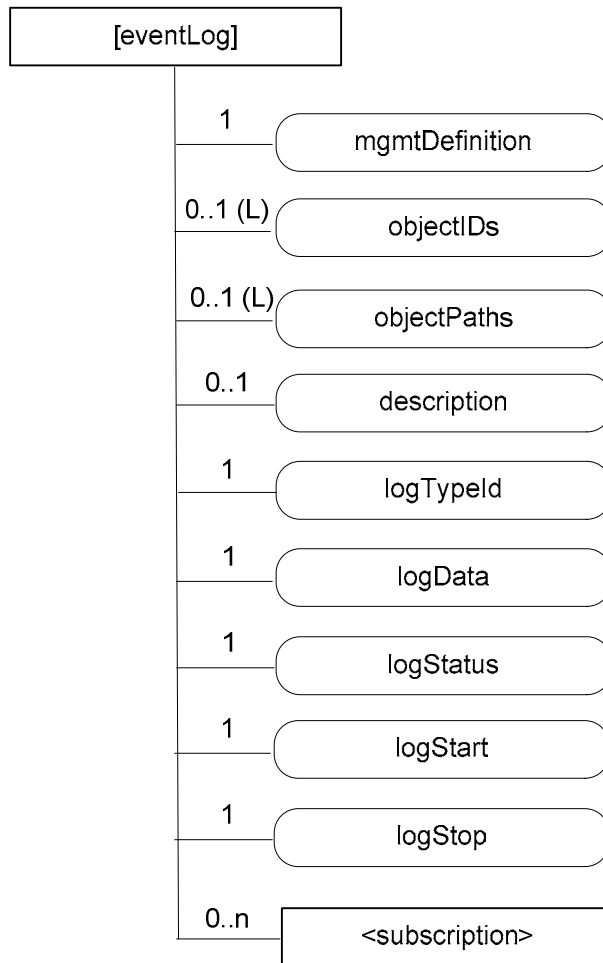 [eventLog]
1
mgmtDefinition
0..1 (L)
objectIDs
0..1 (L)
objectPaths
0..1
description
1
logTypeId
1
logData
1
logStatus
1
logStart
1
logStop
0..n
<subscription>